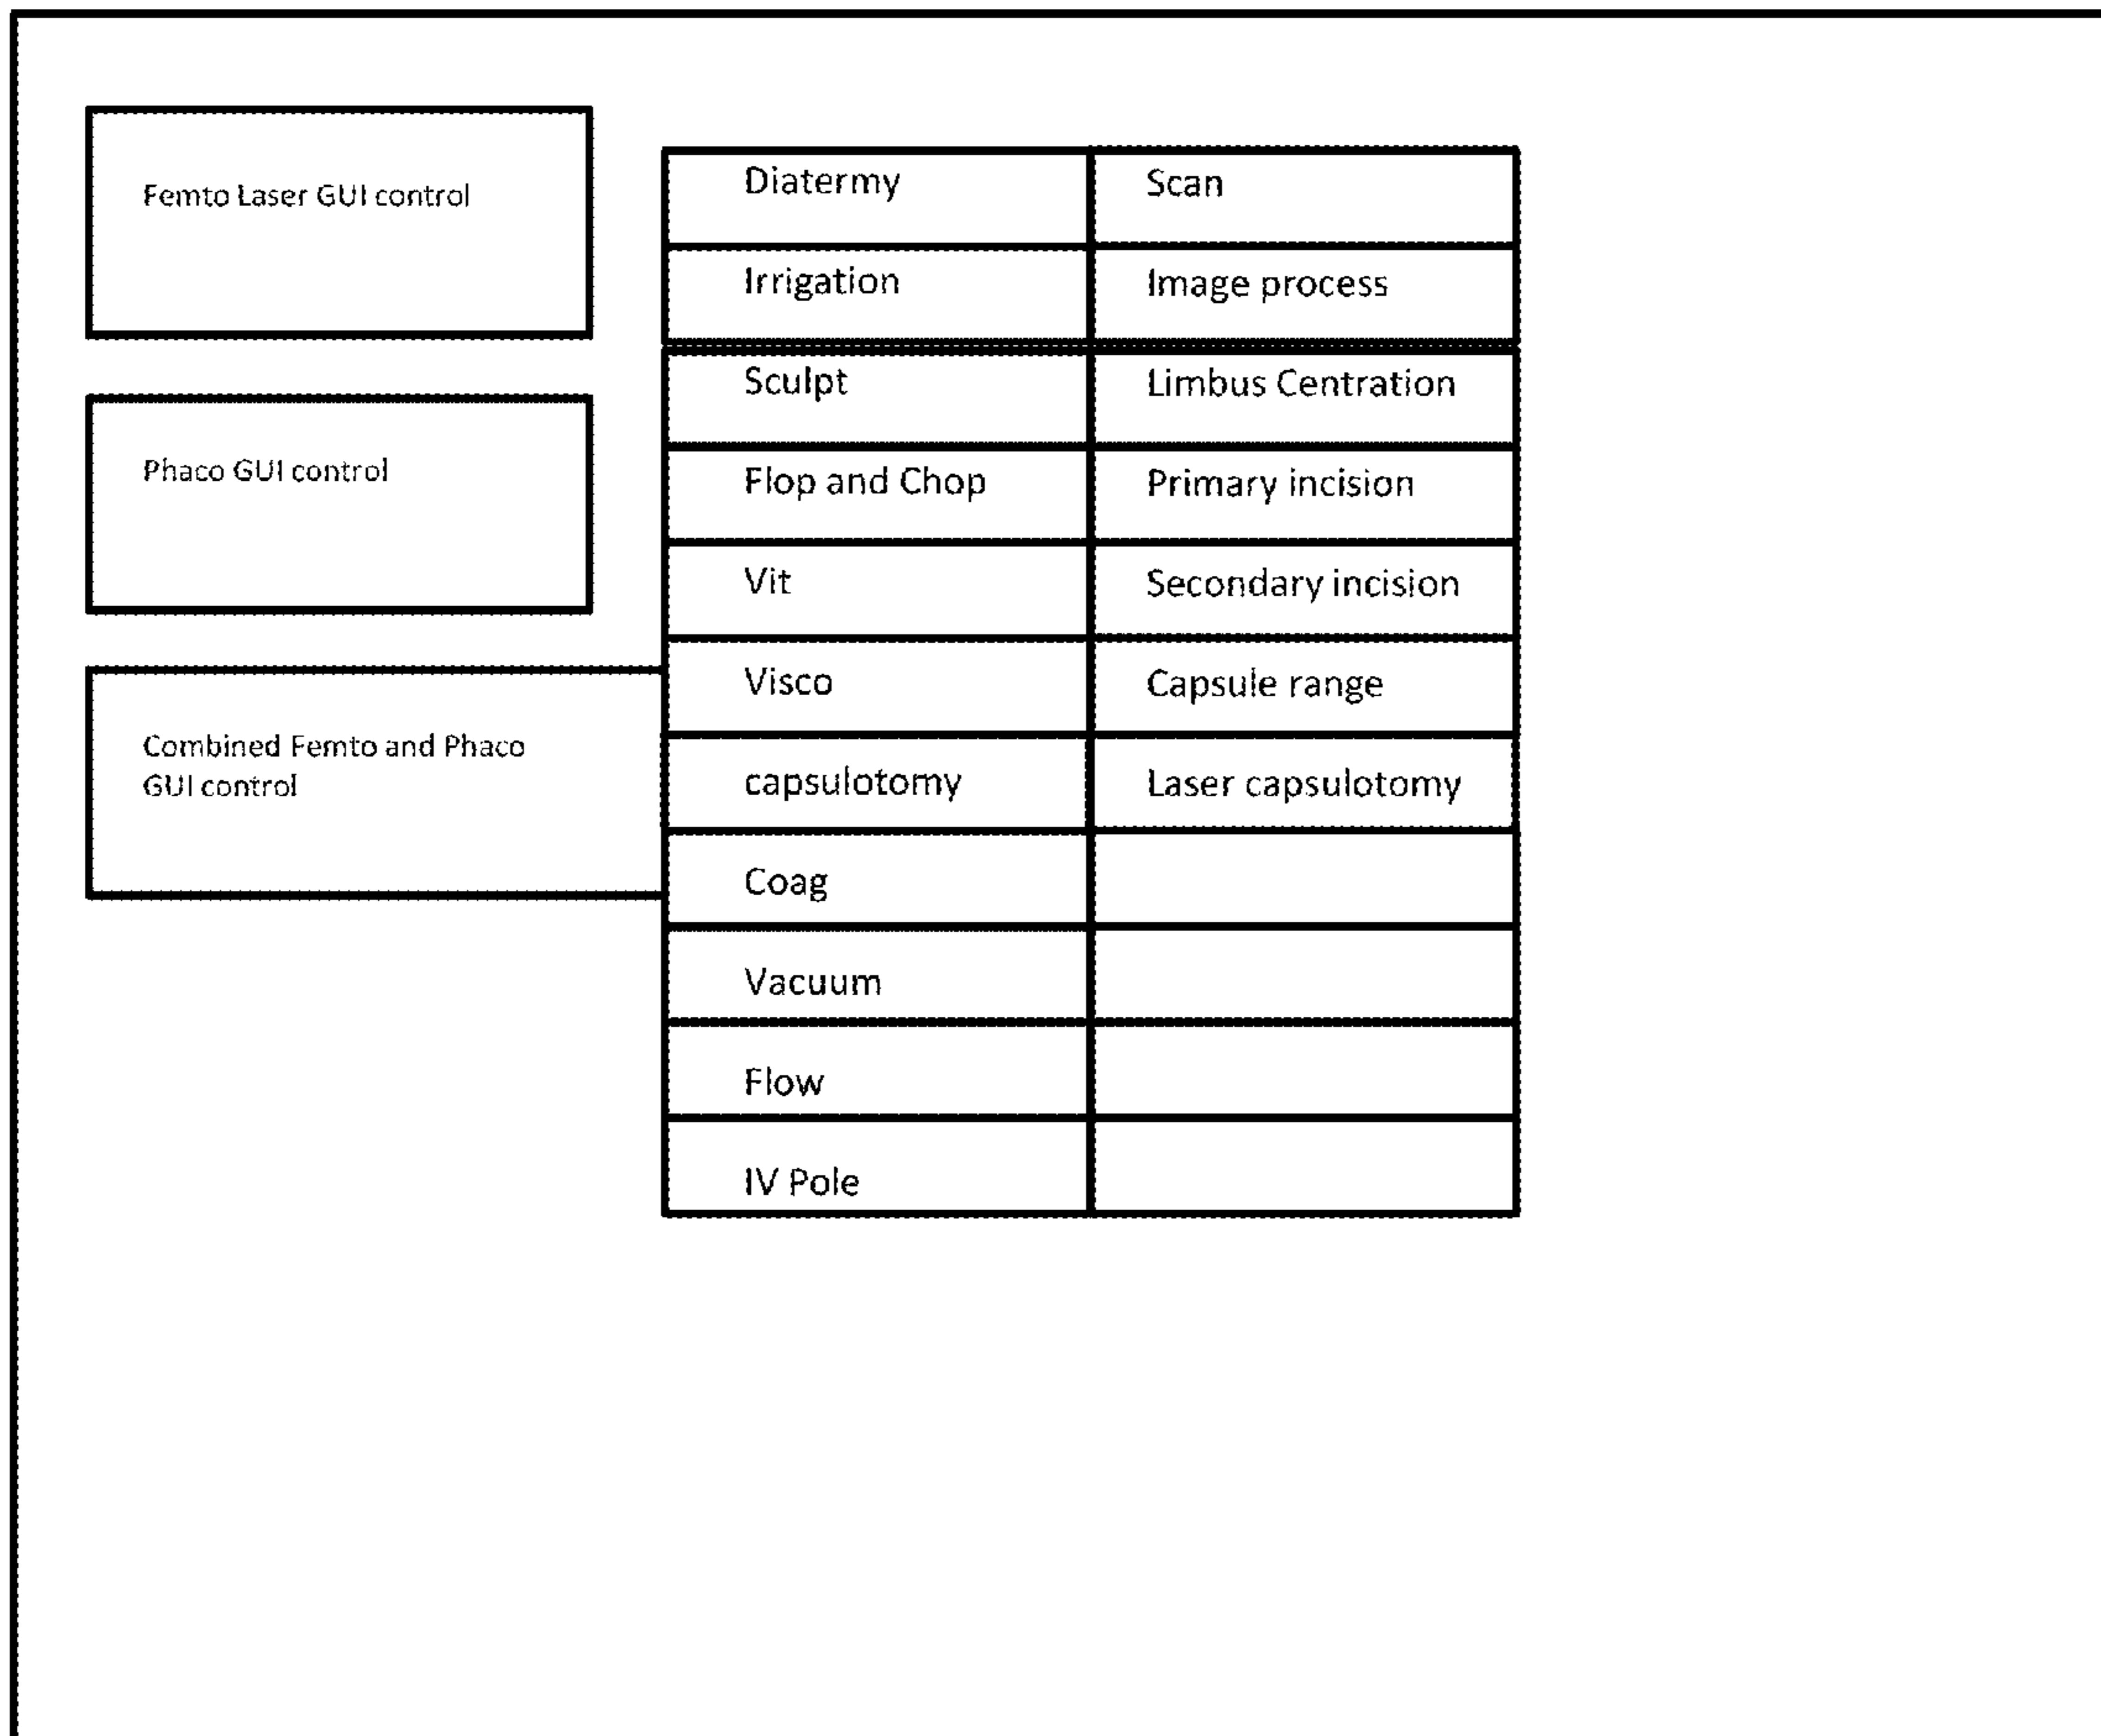 Femto Laser GUI control
Phaco GUI control
Combined Femto and Phaco
GUI control
Diatermy
Scan
Irrigation
Image process
Sculpt
Limbus Centration
Flop and Chop
Primary incision
Vit
Secondary incision
Visco
Capsule range
capsulotomy
Laser capsulotomy
Coag
Vacuum
Flow
IV Pole